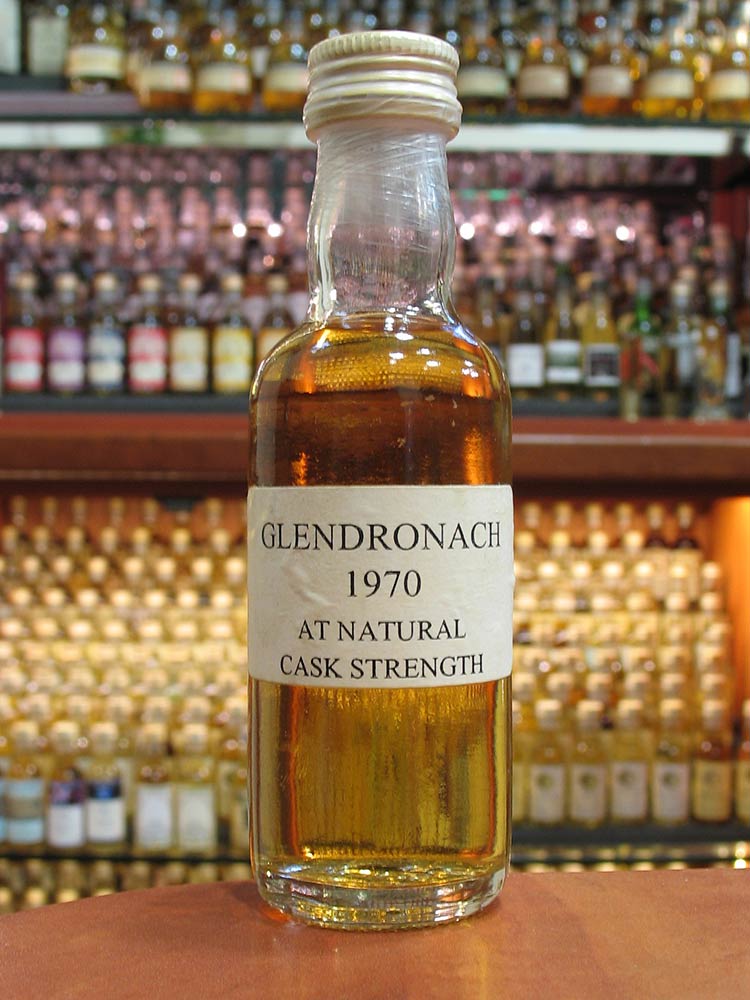 GLENDRONACH
1970
AT NATURAL
CASK STRENGTH